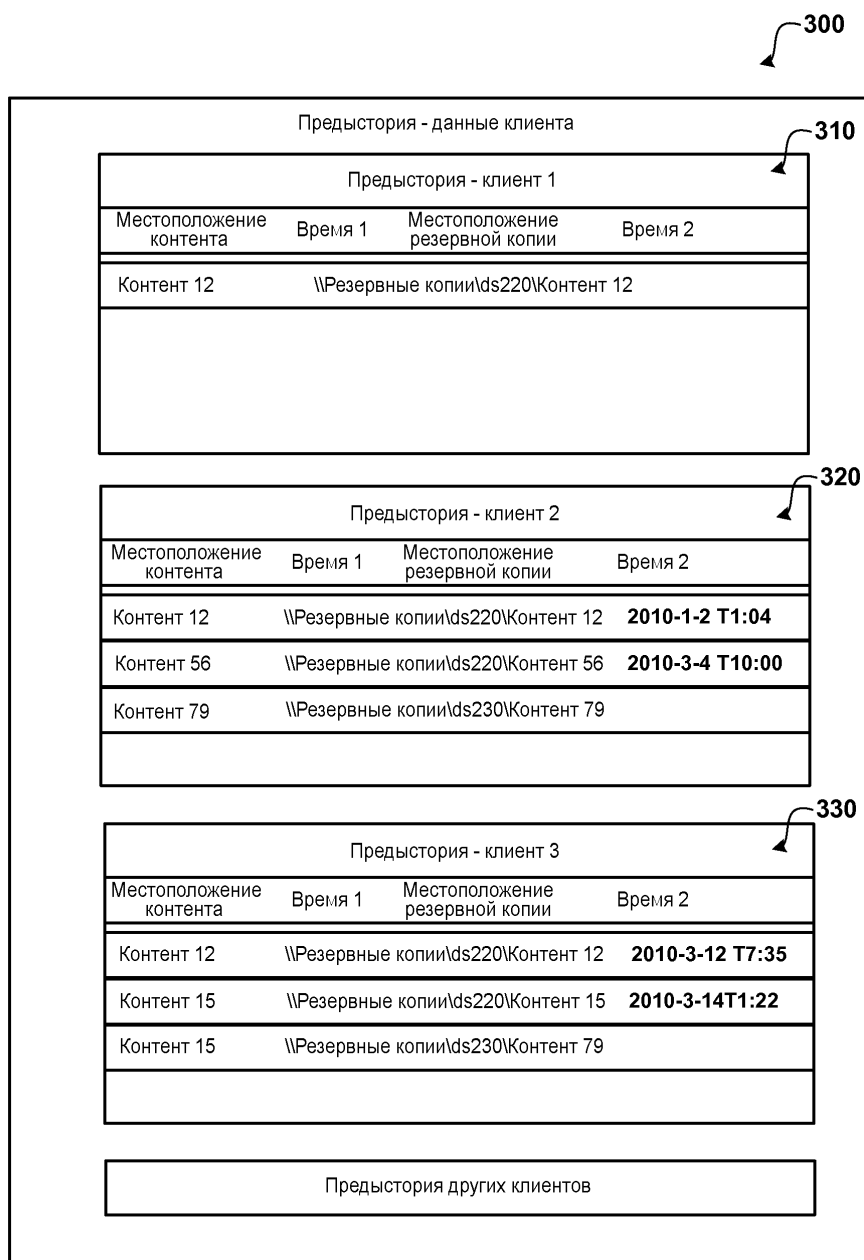 300
Предыстория - данные клиента
310
Предыстория - клиент 1
Местоположение контента Время 1 Местоположение резервной копии Время 2
Контент 12 \\Резервные копии\ds220\Контент 12
320
Предыстория - клиент 2
Местоположение контента Время 1 Местоположение резервной копии Время 2
Контент 12 \\Резервные копии\ds220\Контент 12 2010-1-2 T1:04
Контент 56 \\Резервные копии\ds220\Контент 56 2010-3-4 T10:00
Контент 79 \\Резервные копии\ds230\Контент 79
330
Предыстория - клиент 3
Местоположение контента Время 1 Местоположение резервной копии Время 2
Контент 12 \\Резервные копии\ds220\Контент 12 2010-3-12 T7:35
Контент 15 \\Резервные копии\ds220\Контент 15 2010-3-14T1:22
Контент 15 \\Резервные копии\ds230\Контент 79
Предыстория других клиентов